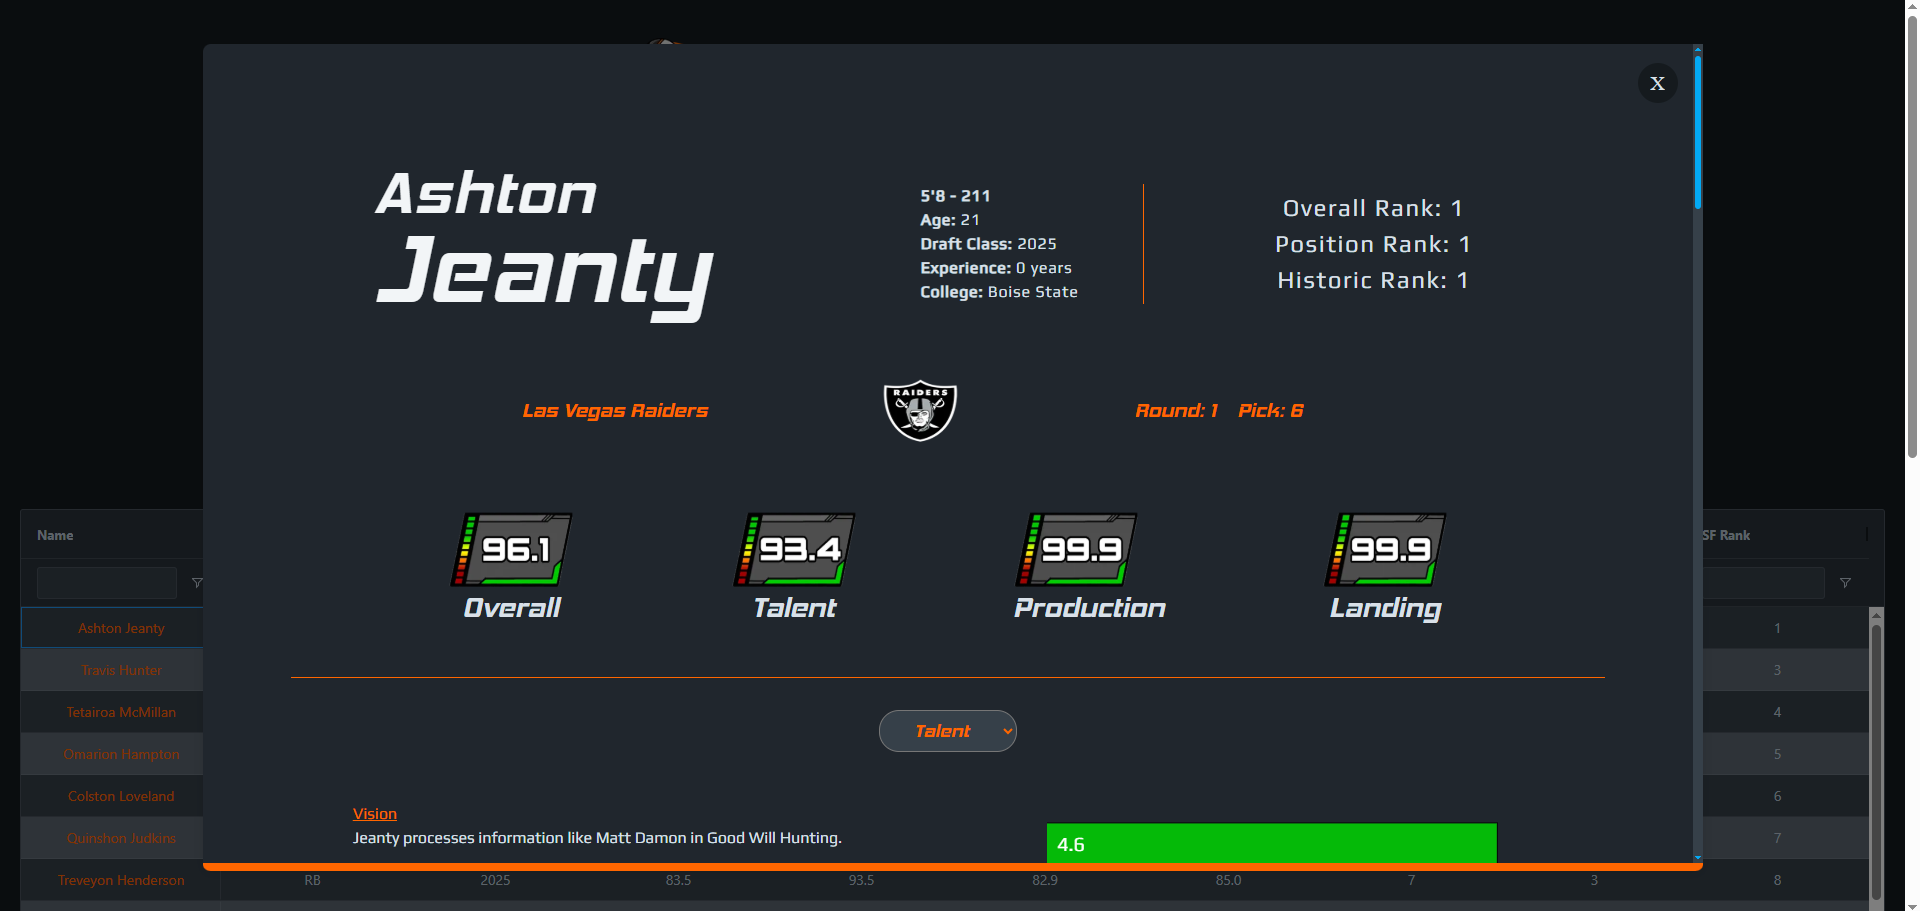 X
Ashton
Jeanty
5'8 - 211
Age: 21
Draft Class: 2025
Experience: 0 years
College: Boise State
Overall Rank: 1
Position Rank: 1
Historic Rank: 1
Las Vegas Raiders
RAIDERS
Round: 1 Pick: 6
96.1
93.4
99.9
99.9
Overall
Talent
Production
Landing
Talent
Vision
Jeanty processes information like Matt Damon in Good Will Hunting.
4.6
Name
SF Rank
Ashton Jeanty 1
Travis Hunter 3
Tetairoa McMillan 4
Omarion Hampton 5
Colston Loveland 6
Quinshon Judkins 7
Treveyon Henderson RB 2025 83.5 93.5 82.9 85.0 7 3 8